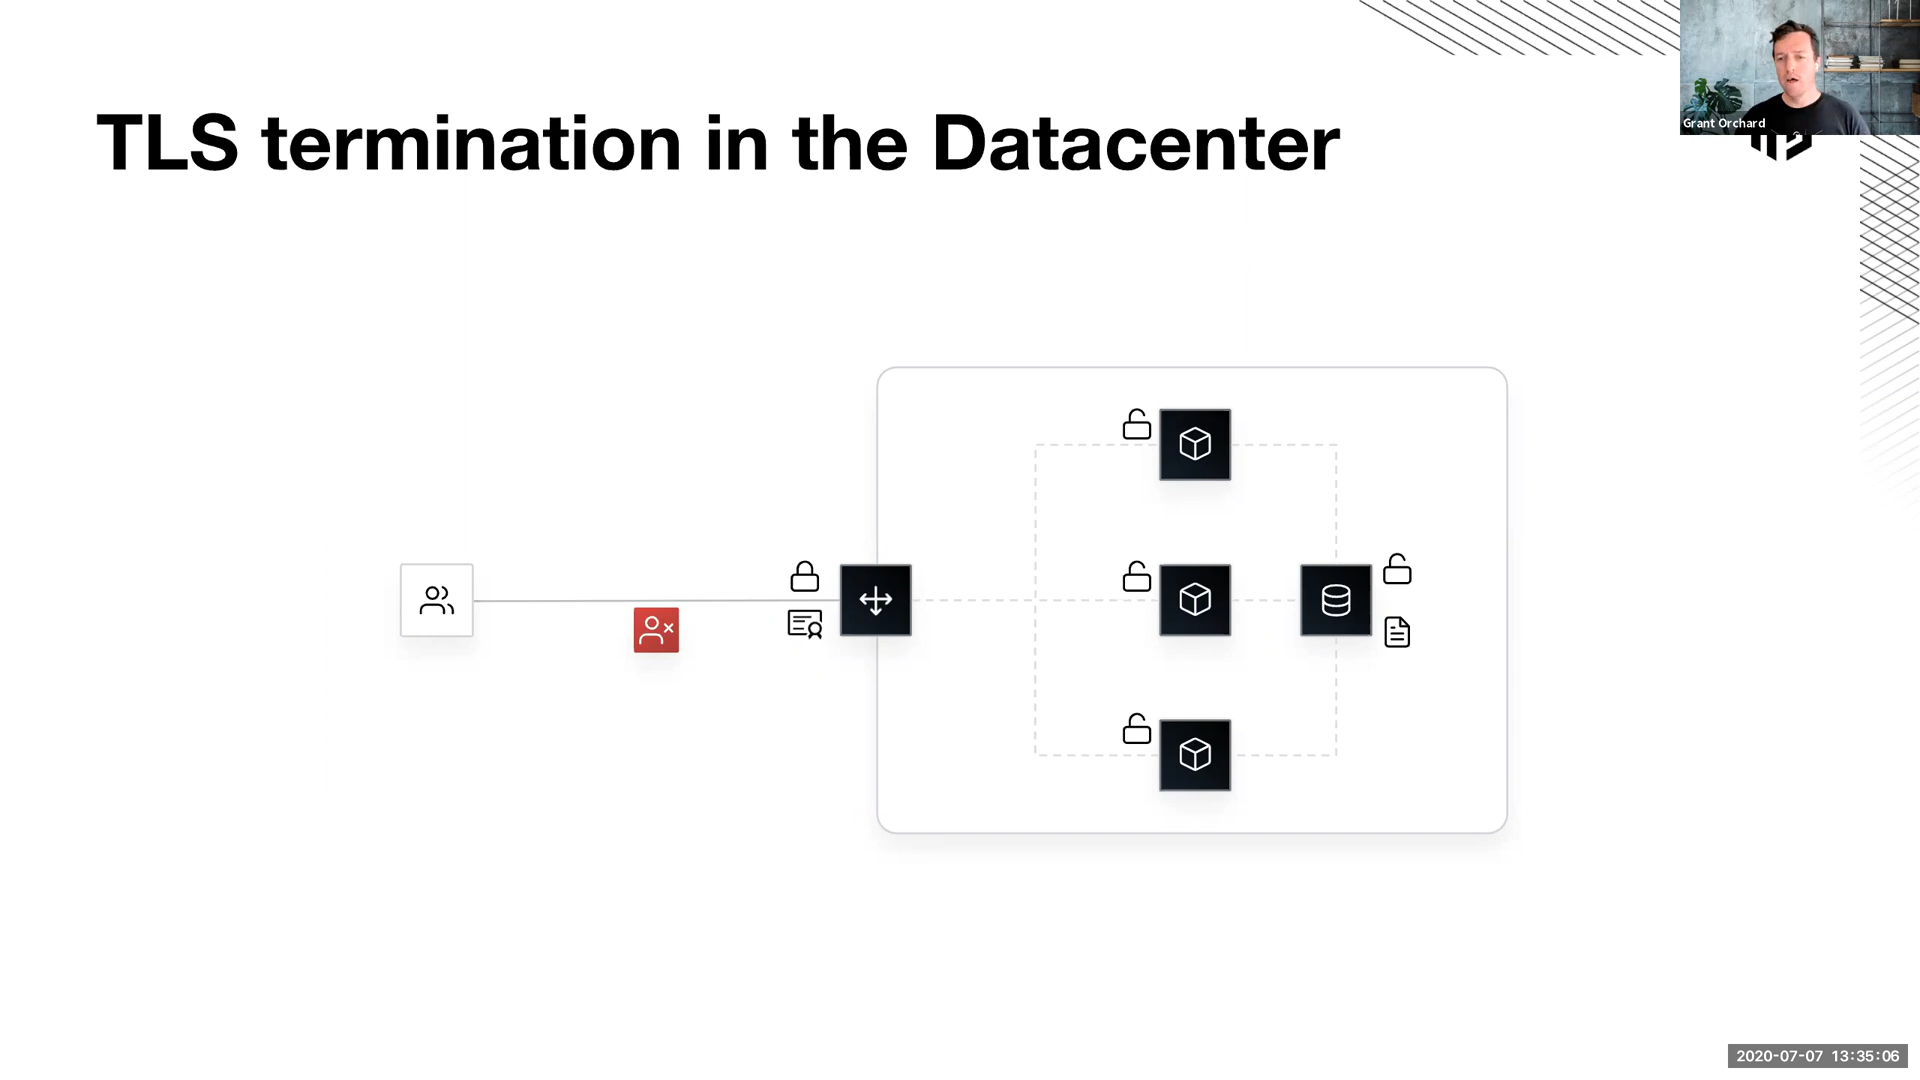 TLS termination in the Datacenter
Grant Orchard
2020-07-07 13:35:06